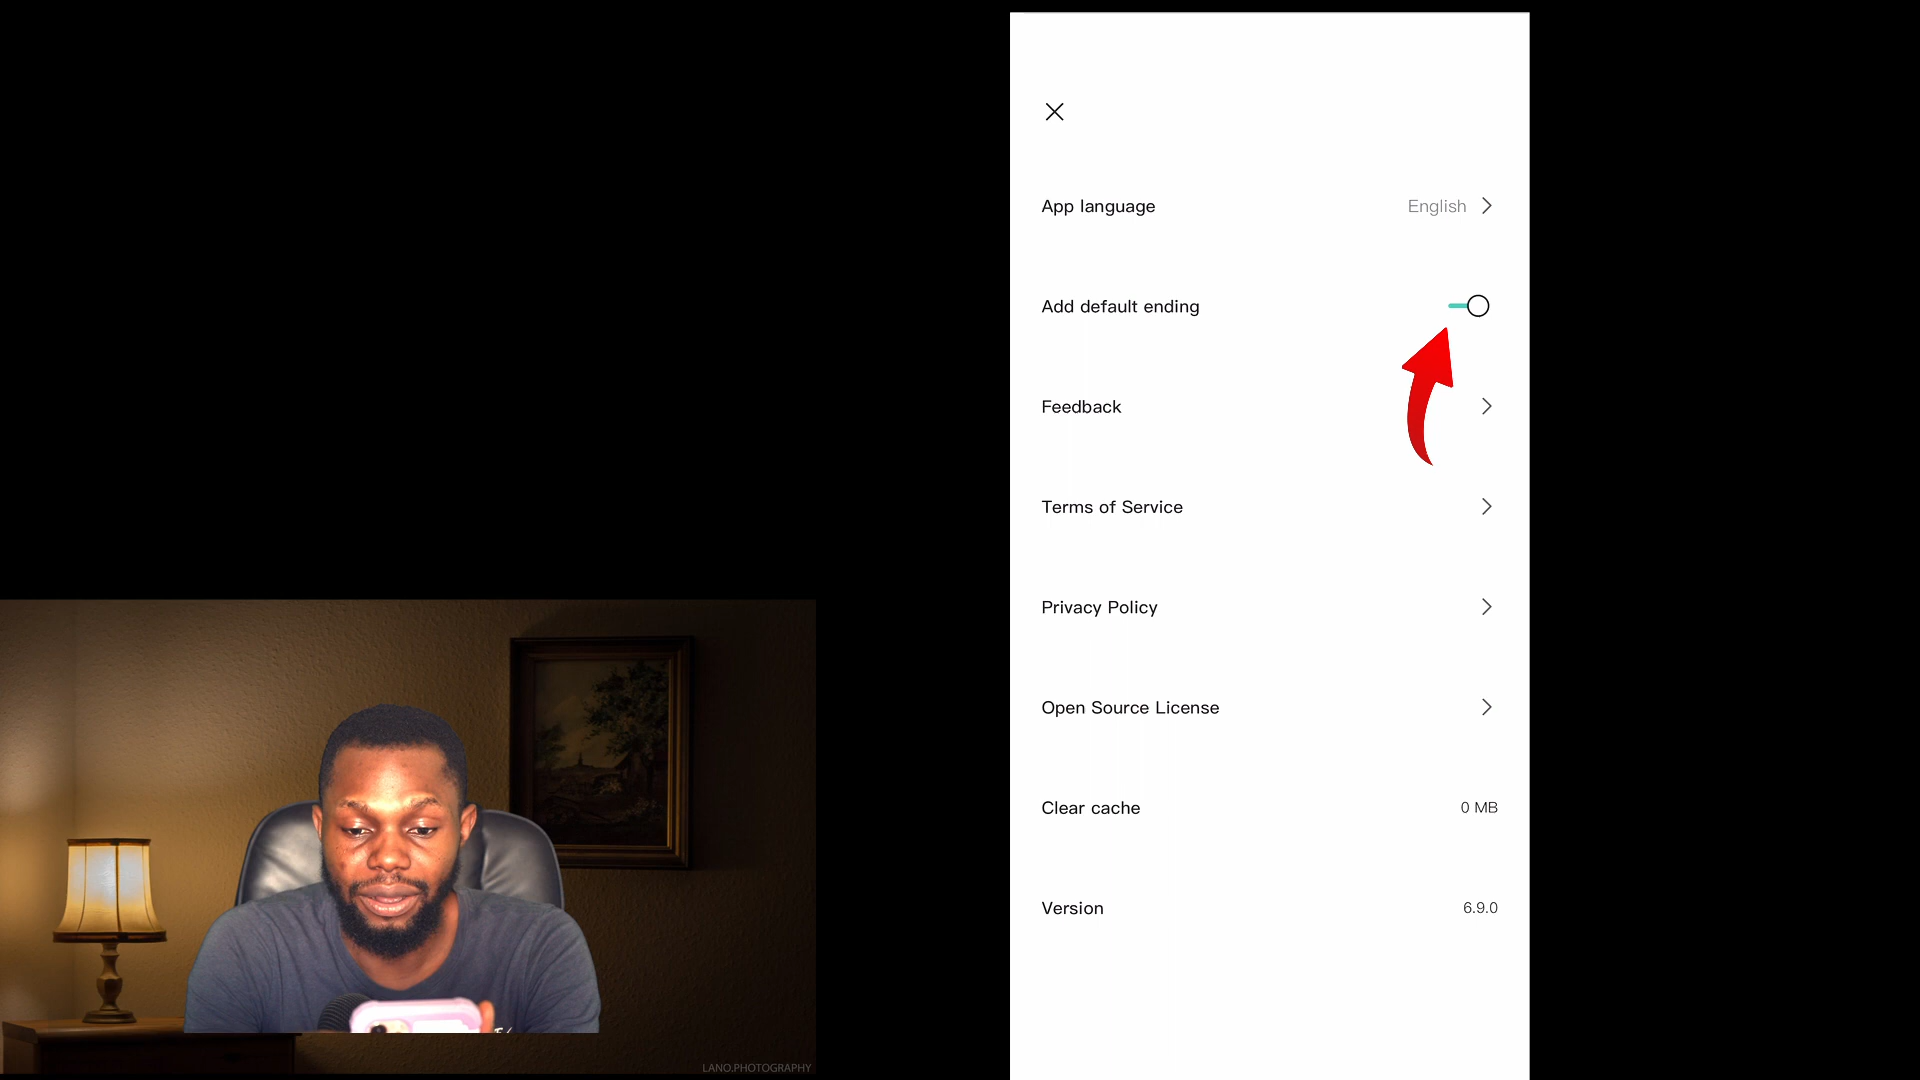 App language
English
Add default ending
Feedback
Terms of Service
Privacy Policy
Open Source License
Clear cache
0 MB
Version
6.9.0
LANO.PHOTOGRAPHY